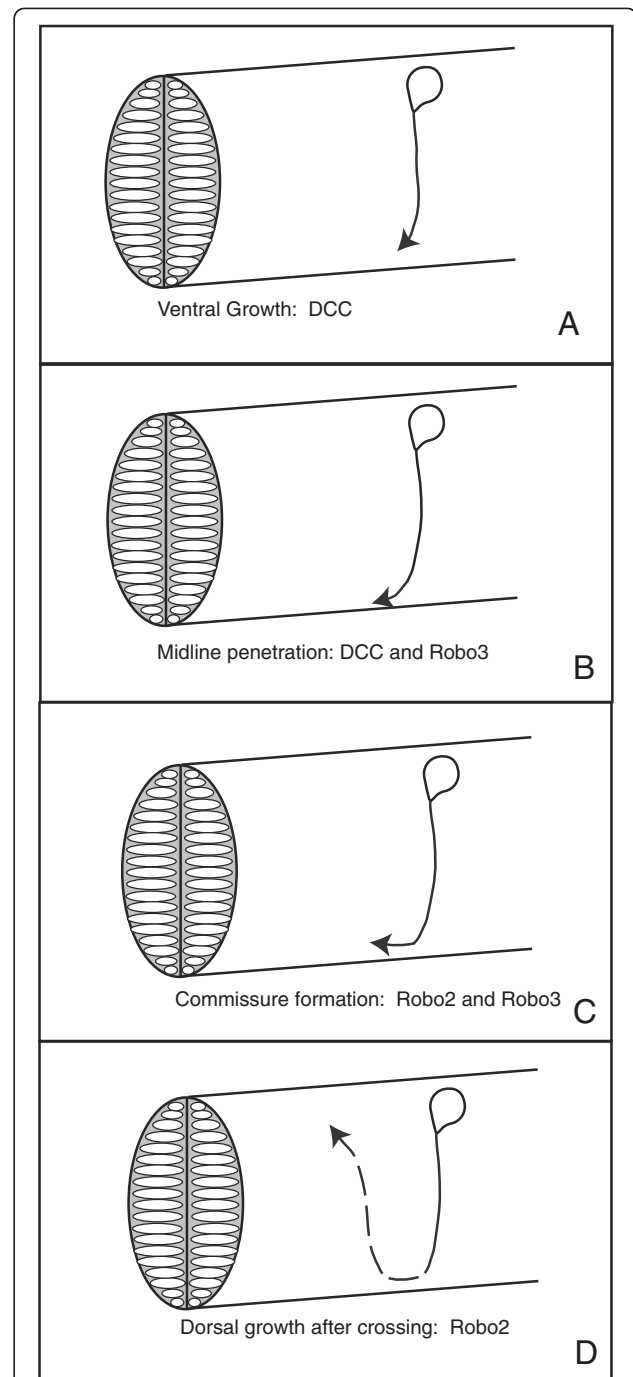 Ventral Growth: DCC
A
Midline penetration: DCC and Robo3
B
Commissure formation: Robo2 and Robo3
C
Dorsal growth after crossing: Robo2
D